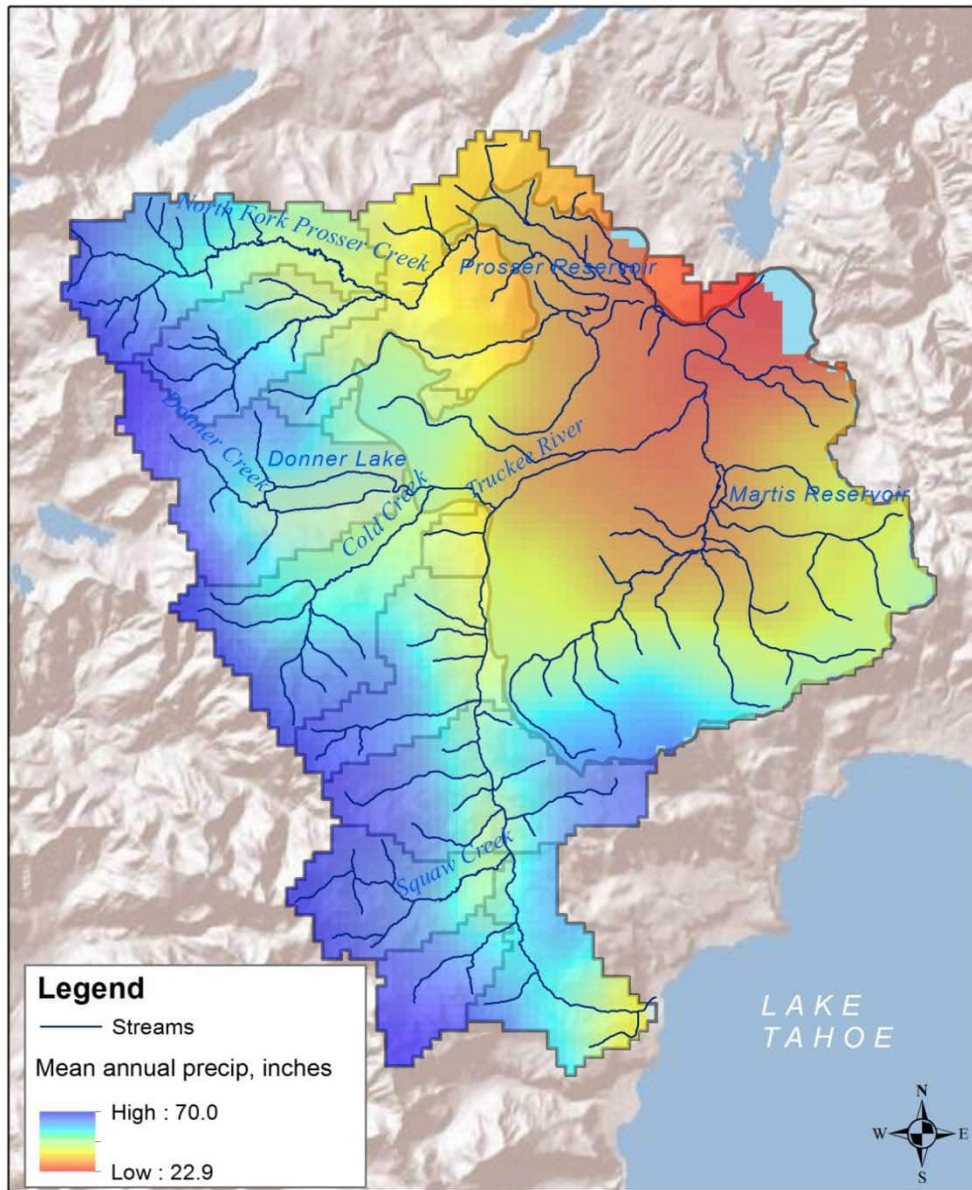 North Fork Prosser Creek
Prosser Reservoir
Donner Creek
Donner Lake
Truckee River
Cold Creek
Martis Reservoir
Squaw Creek
Legend
Streams
Mean annual precip, inches
High : 70.0
Low : 22.9
LAKE
TAHOE
N
W E
S